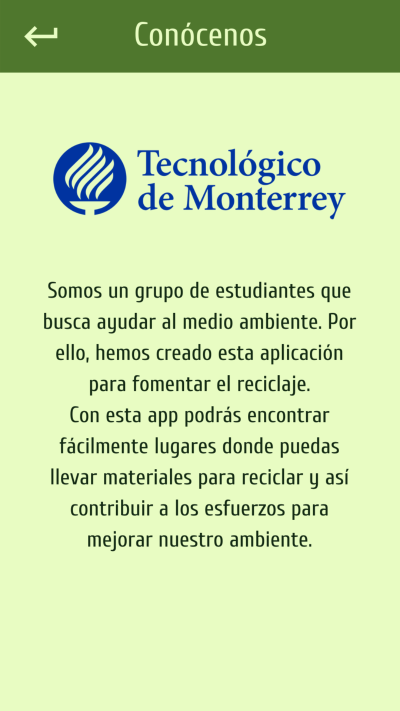 Conócenos
Tecnológico
de Monterrey
Somos un grupo de estudiantes que
busca ayudar al medio ambiente. Por
ello, hemos creado esta aplicación
para fomentar el reciclaje.
Con esta app podrás encontrar
fácilmente lugares donde puedas
llevar materiales para reciclar y así
contribuir a los esfuerzos para
mejorar nuestro ambiente.